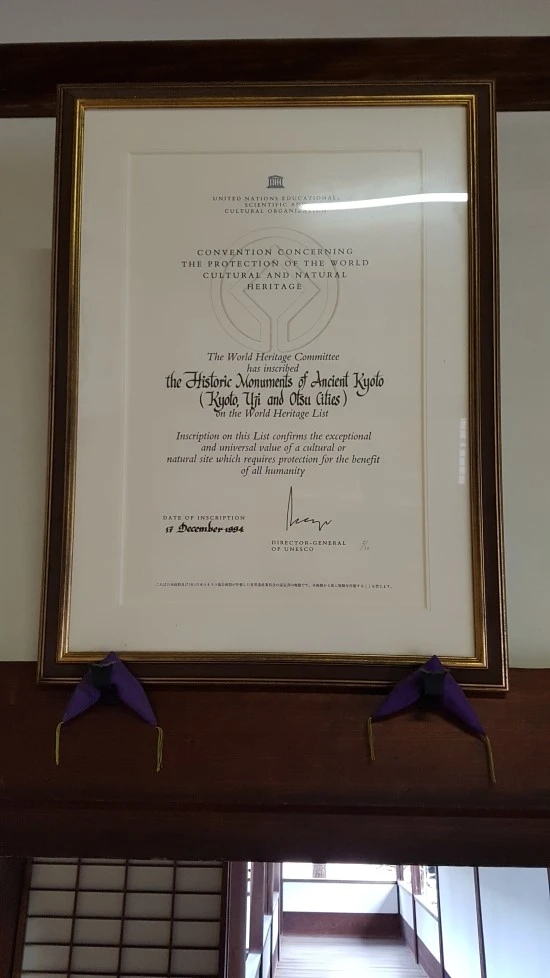 UNITED NATIONS EDUCATIONAL,
SCIENTIFIC AND
CULTURAL ORGANIZATION
CONVENTION CONCERNING
THE PROTECTION OF THE WORLD
CULTURAL AND NATURAL
HERITAGE
The World Heritage Committee
has inscribed
the Historic Monuments of Ancient Kyoto
(Kyoto, Uji and Otsu Cities)
on the World Heritage List
Inscription on this List confirms the exceptional
and universal value of a cultural or
natural site which requires protection for the benefit
of all humanity
DATE OF INSCRIPTION
17 December 1994
DIRECTOR-GENERAL
OF UNESCO